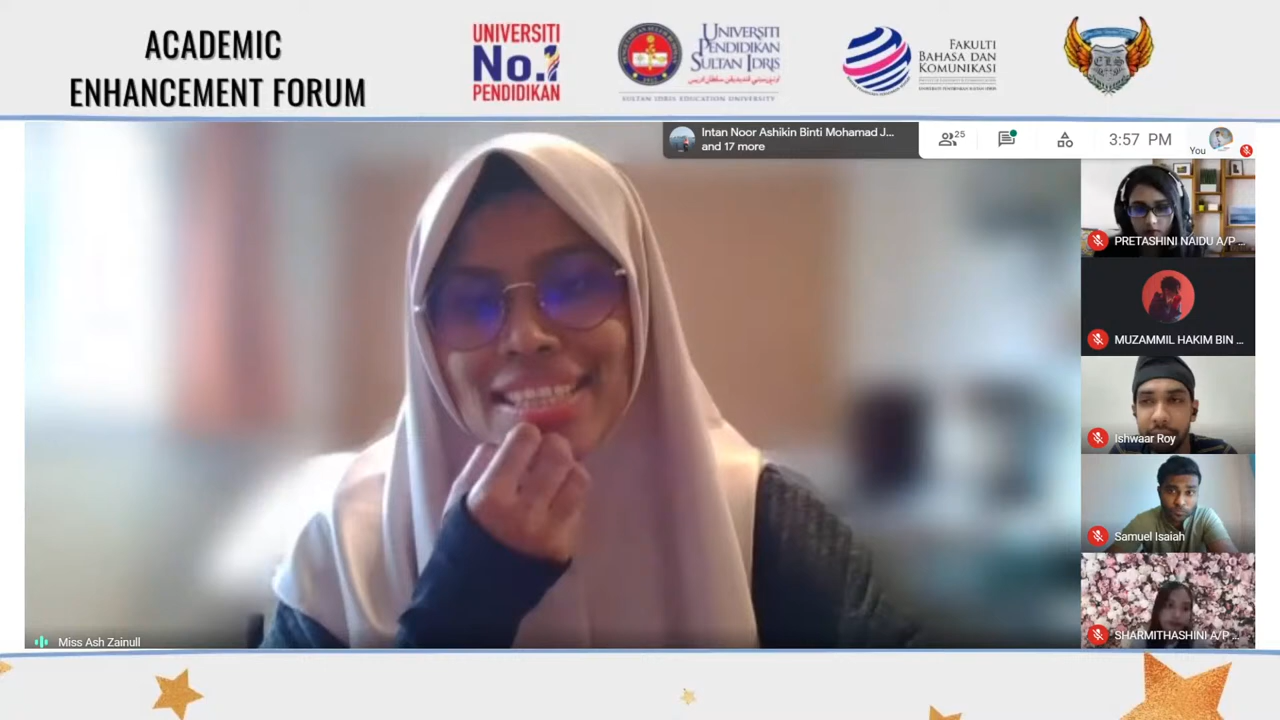 ACADEMIC
ENHANCEMENT FORUM
UNIVERSITI
No.1
PENDIDIKAN
UNIVERSITI
PENDIDIKAN
SULTAN IDRIS
SULTAN IDRIS EDUCATION UNIVERSITY
FAKULTI
BAHASA DAN
KOMUNIKASI
ELS
Intan Noor Ashikin Binti Mohamad J...
and 17 more
25
3:57 PM
You
PRETASHINI NAIDU A/P ...
MUZAMMIL HAKIM BIN ...
Ishwaar Roy
Samuel Isaiah
SHARMITHASHINI A/P ...
Miss Ash Zainull